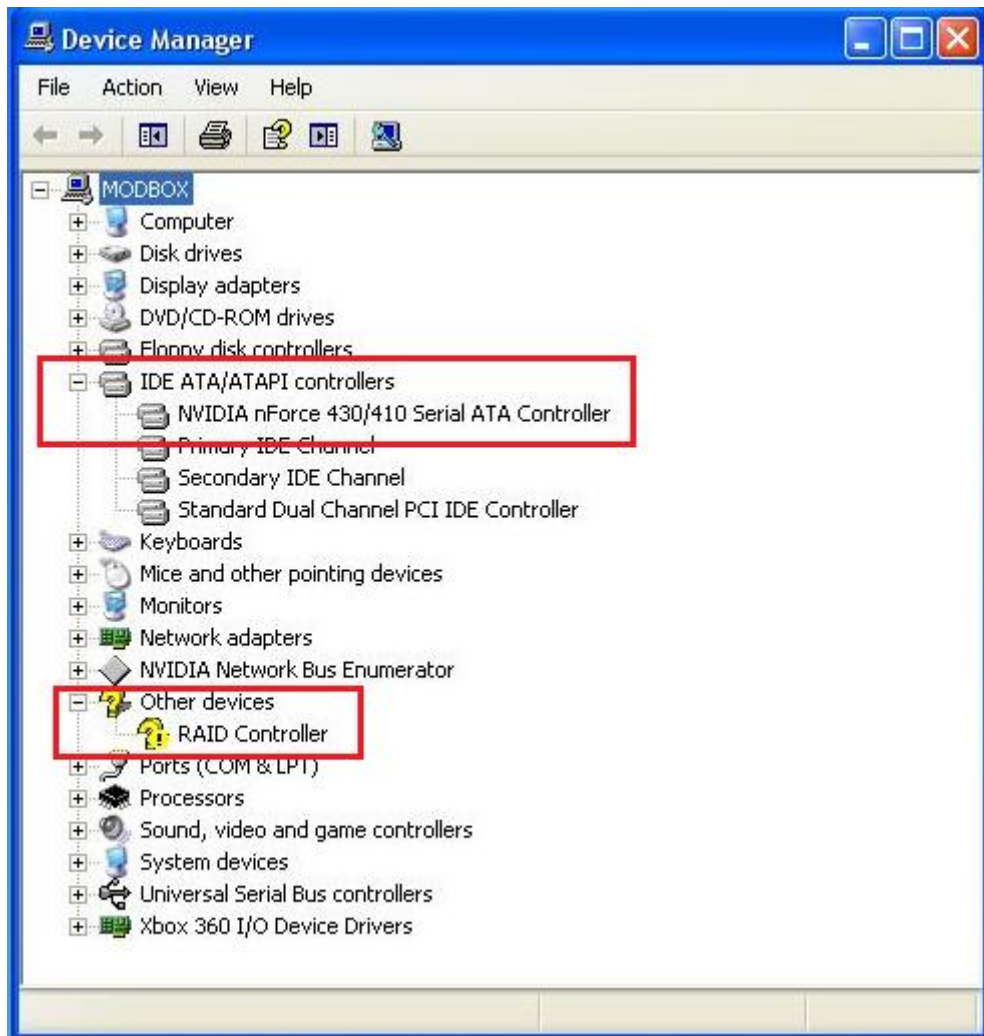 Device Manager
File Action View Help
MODBOX
Computer
Disk drives
Display adapters
DVD/CD-ROM drives
Floppy disk controllers
IDE ATA/ATAPI controllers
NVIDIA nForce 430/410 Serial ATA Controller
Primary IDE Channel
Secondary IDE Channel
Standard Dual Channel PCI IDE Controller
Keyboards
Mice and other pointing devices
Monitors
Network adapters
NVIDIA Network Bus Enumerator
Other devices
RAID Controller
Ports (COM & LPT)
Processors
Sound, video and game controllers
System devices
Universal Serial Bus controllers
Xbox 360 I/O Device Drivers